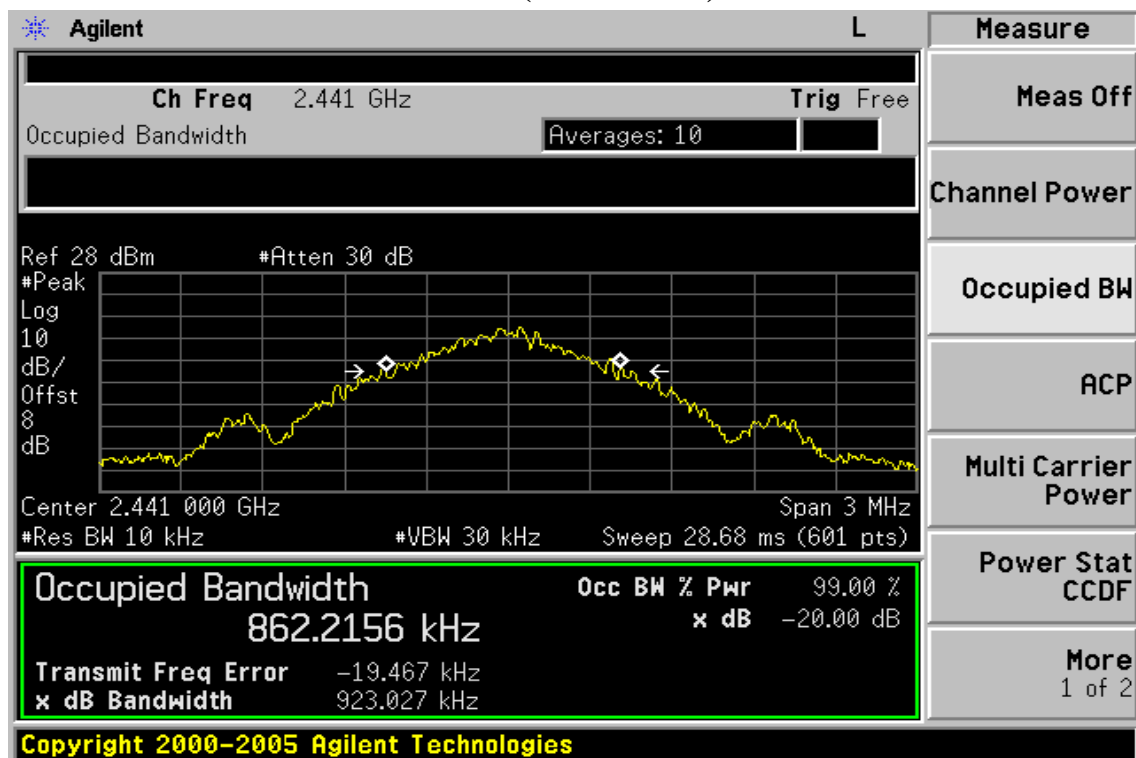 Agilent L
Measure
Ch Freq 2.441 GHz Trig Free
Occupied Bandwidth Averages: 10
Ref 28 dBm #Atten 30 dB
#Peak
Log
10
dB/
Offst
8
dB
Center 2.441 000 GHz Span 3 MHz
#Res BW 10 kHz #VBW 30 kHz Sweep 28.68 ms (601 pts)
Occupied Bandwidth Occ BW % Pwr 99.00 %
862.2156 kHz x dB -20.00 dB
Transmit Freq Error -19.467 kHz
x dB Bandwidth 923.027 kHz
Meas Off
Channel Power
Occupied BW
ACP
Multi Carrier
Power
Power Stat
CCDF
More
1 of 2
Copyright 2000-2005 Agilent Technologies